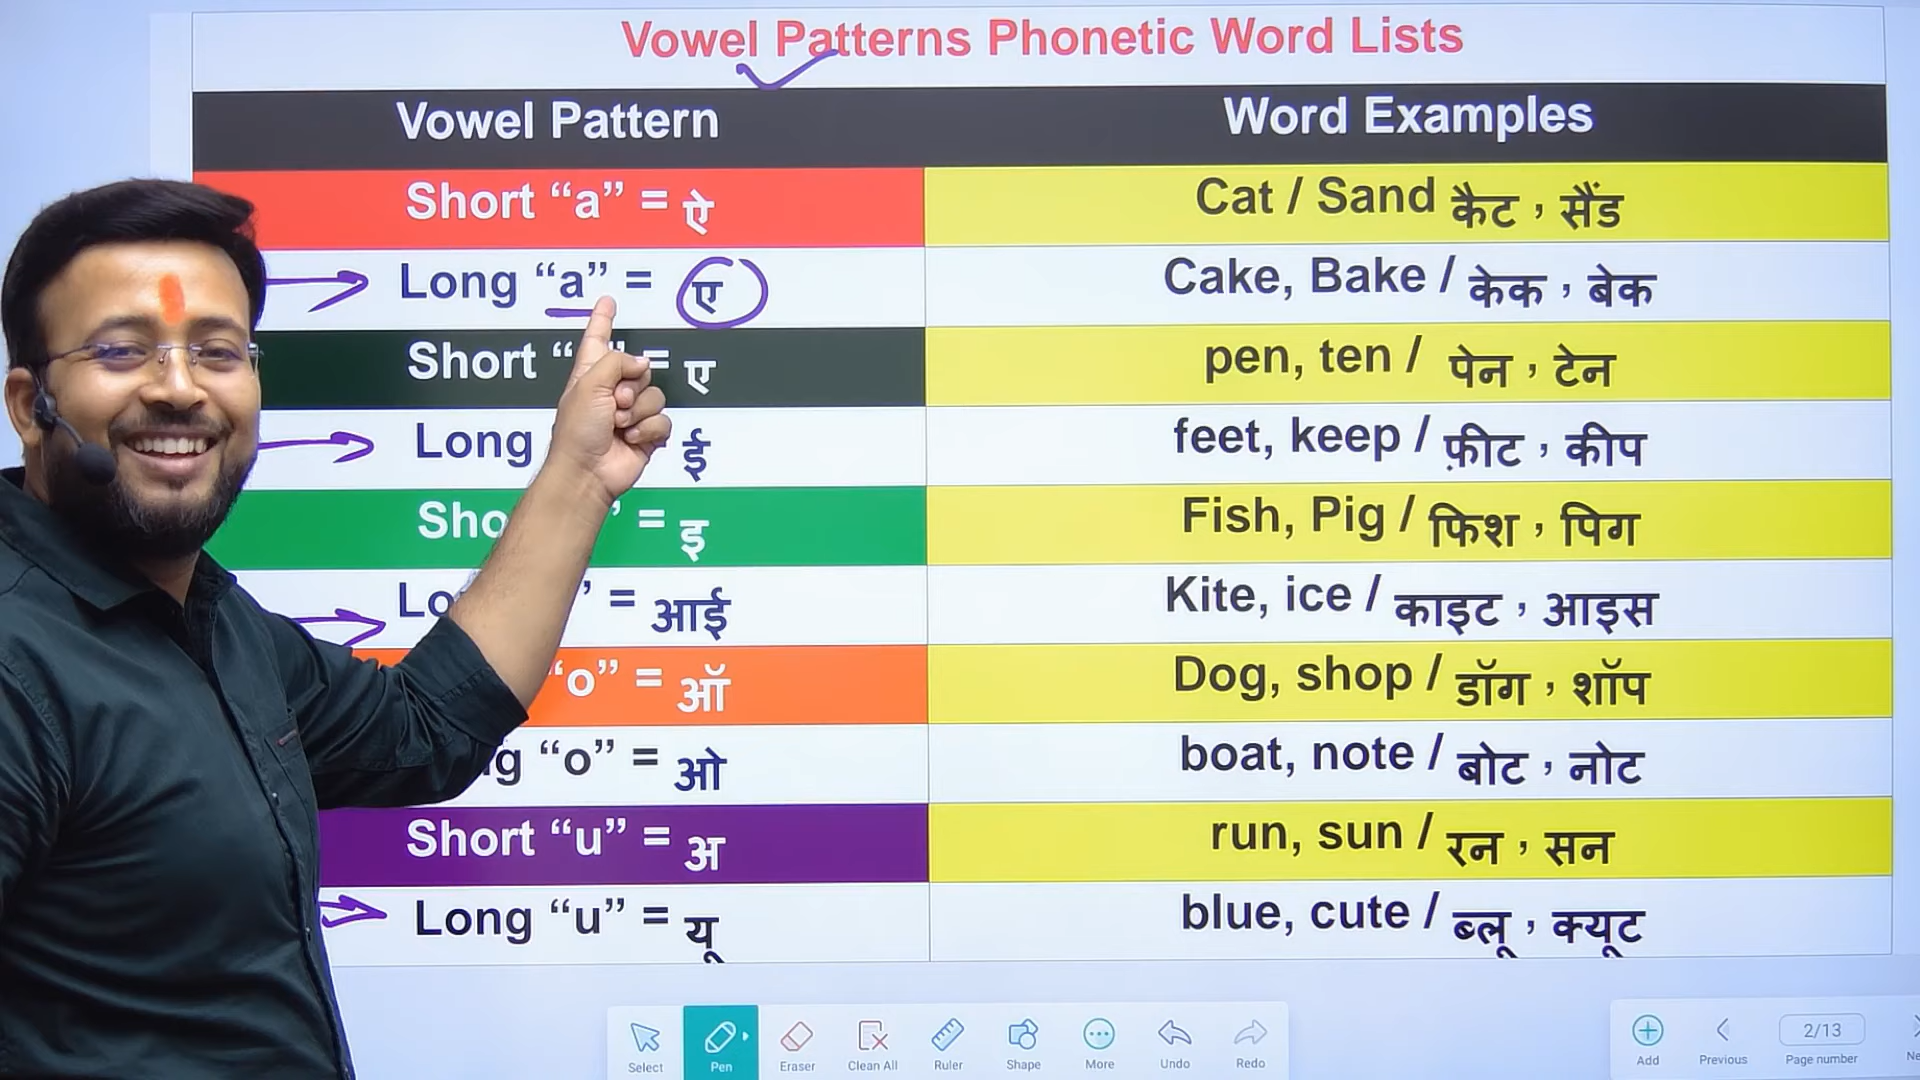 Vowel Patterns Phonetic Word Lists
Vowel Pattern Word Examples
Short “a” = ऐ Cat / Sand कैट , सैंड
Long “a” = ए Cake, Bake / केक , बेक
Short “ ” = ए pen, ten / पेन , टेन
Long ई feet, keep / फ़ीट , कीप
” = इ Fish, Pig / फिश , पिग
” = आई Kite, ice / काइट , आइस
“o” = ऑ Dog, shop / डॉग , शॉप
“o” = ओ boat, note / बोट , नोट
Short “u” = अ run, sun / रन , सन
Long “u” = यू blue, cute / ब्लू , क्यूट
Select Pen Eraser Clean All Ruler Shape More Undo Redo Add Previous 2/13 Page number